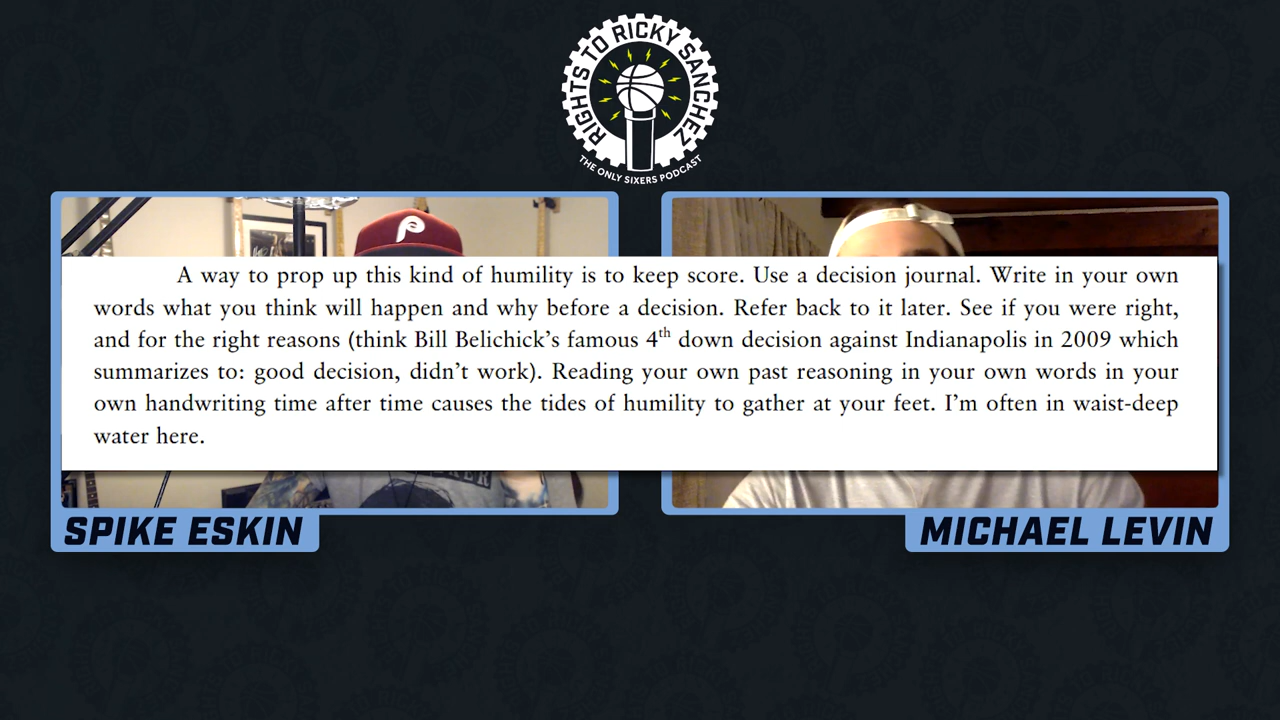 RIGHTS TO RICKY SANCHEZ
THE ONLY SIXERS PODCAST
P
A way to prop up this kind of humility is to keep score. Use a decision journal. Write in your own
words what you think will happen and why before a decision. Refer back to it later. See if you were right,
and for the right reasons (think Bill Belichick’s famous 4th down decision against Indianapolis in 2009 which
summarizes to: good decision, didn’t work). Reading your own past reasoning in your own words in your
own handwriting time after time causes the tides of humility to gather at your feet. I’m often in waist-deep
water here.
SPIKE ESKIN
MICHAEL LEVIN